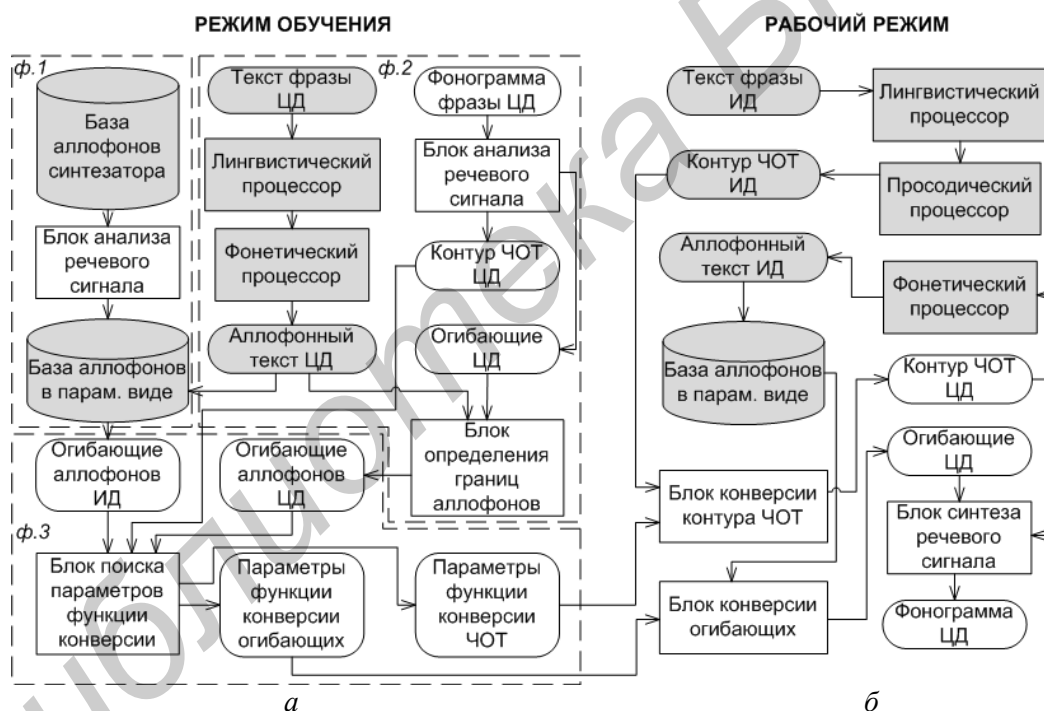 РЕЖИМ ОБУЧЕНИЯ
ф.1
База
аллофонов
синтезатора
Блок анализа
речевого
сигнала
База аллофонов
в парам. виде
ф.2
Текст фразы
ЦД
Лингвистический
процессор
Фонетический
процессор
Аллофонный
текст ЦД
Фонограмма
фразы ЦД
Блок анализа
речевого
сигнала
Контур ЧОТ
ЦД
Огибающие
ЦД
Блок
определения
границ
аллофонов
Огибающие
аллофонов
ИД
Огибающие
аллофонов
ЦД
ф.3
Блок поиска
параметров
функции
конверсии
Параметры
функции
конверсии
огибающих
Параметры
функции
конверсии
ЧОТ
а
РАБОЧИЙ РЕЖИМ
Текст фразы
ИД
Лингвистический
процессор
Контур ЧОТ
ИД
Просодический
процессор
Аллофонный
текст ИД
Фонетический
процессор
База аллофонов
в парам. виде
Контур ЧОТ
ЦД
Огибающие
ЦД
Блок конверсии
контура ЧОТ
Блок синтеза
речевого
сигнала
Блок конверсии
огибающих
Фонограмма
ЦД
б